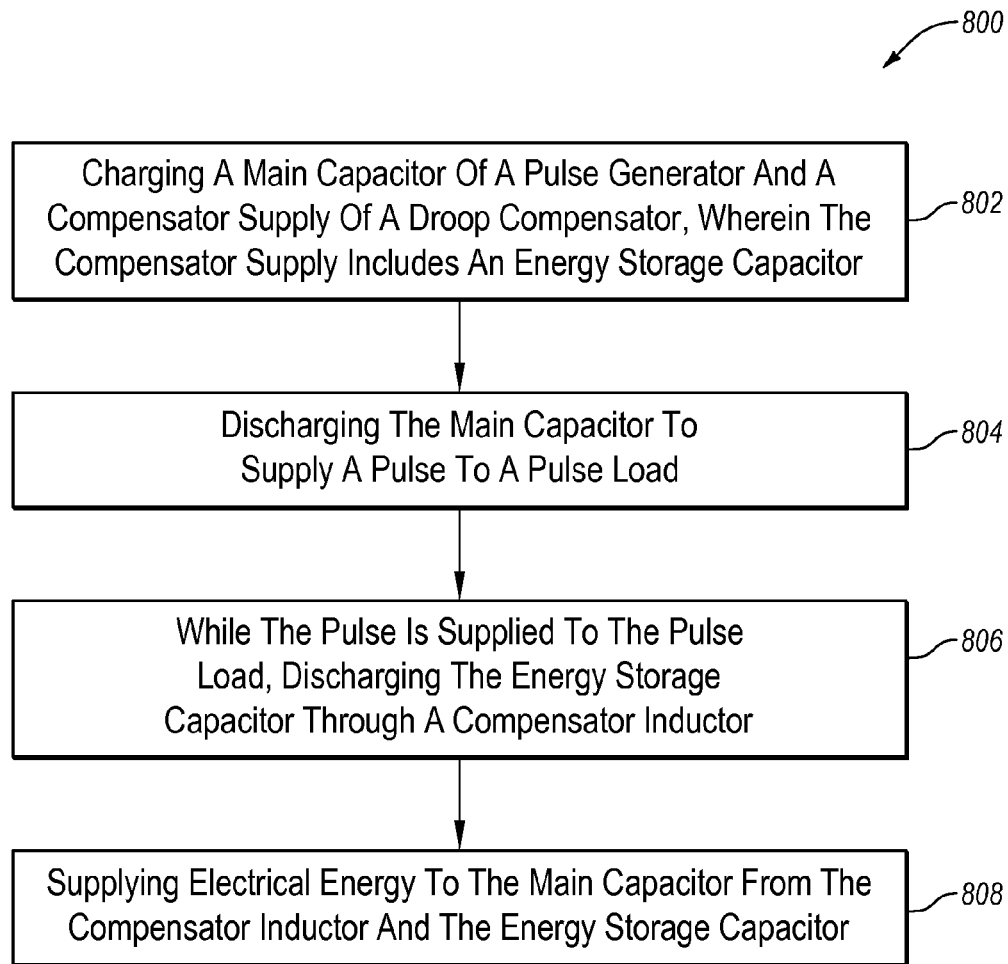 800
Charging A Main Capacitor Of A Pulse Generator And A
Compensator Supply Of A Droop Compensator, Wherein The
Compensator Supply Includes An Energy Storage Capacitor
802
Discharging The Main Capacitor To
Supply A Pulse To A Pulse Load
804
While The Pulse Is Supplied To The Pulse
Load, Discharging The Energy Storage
Capacitor Through A Compensator Inductor
806
Supplying Electrical Energy To The Main Capacitor From The
Compensator Inductor And The Energy Storage Capacitor
808